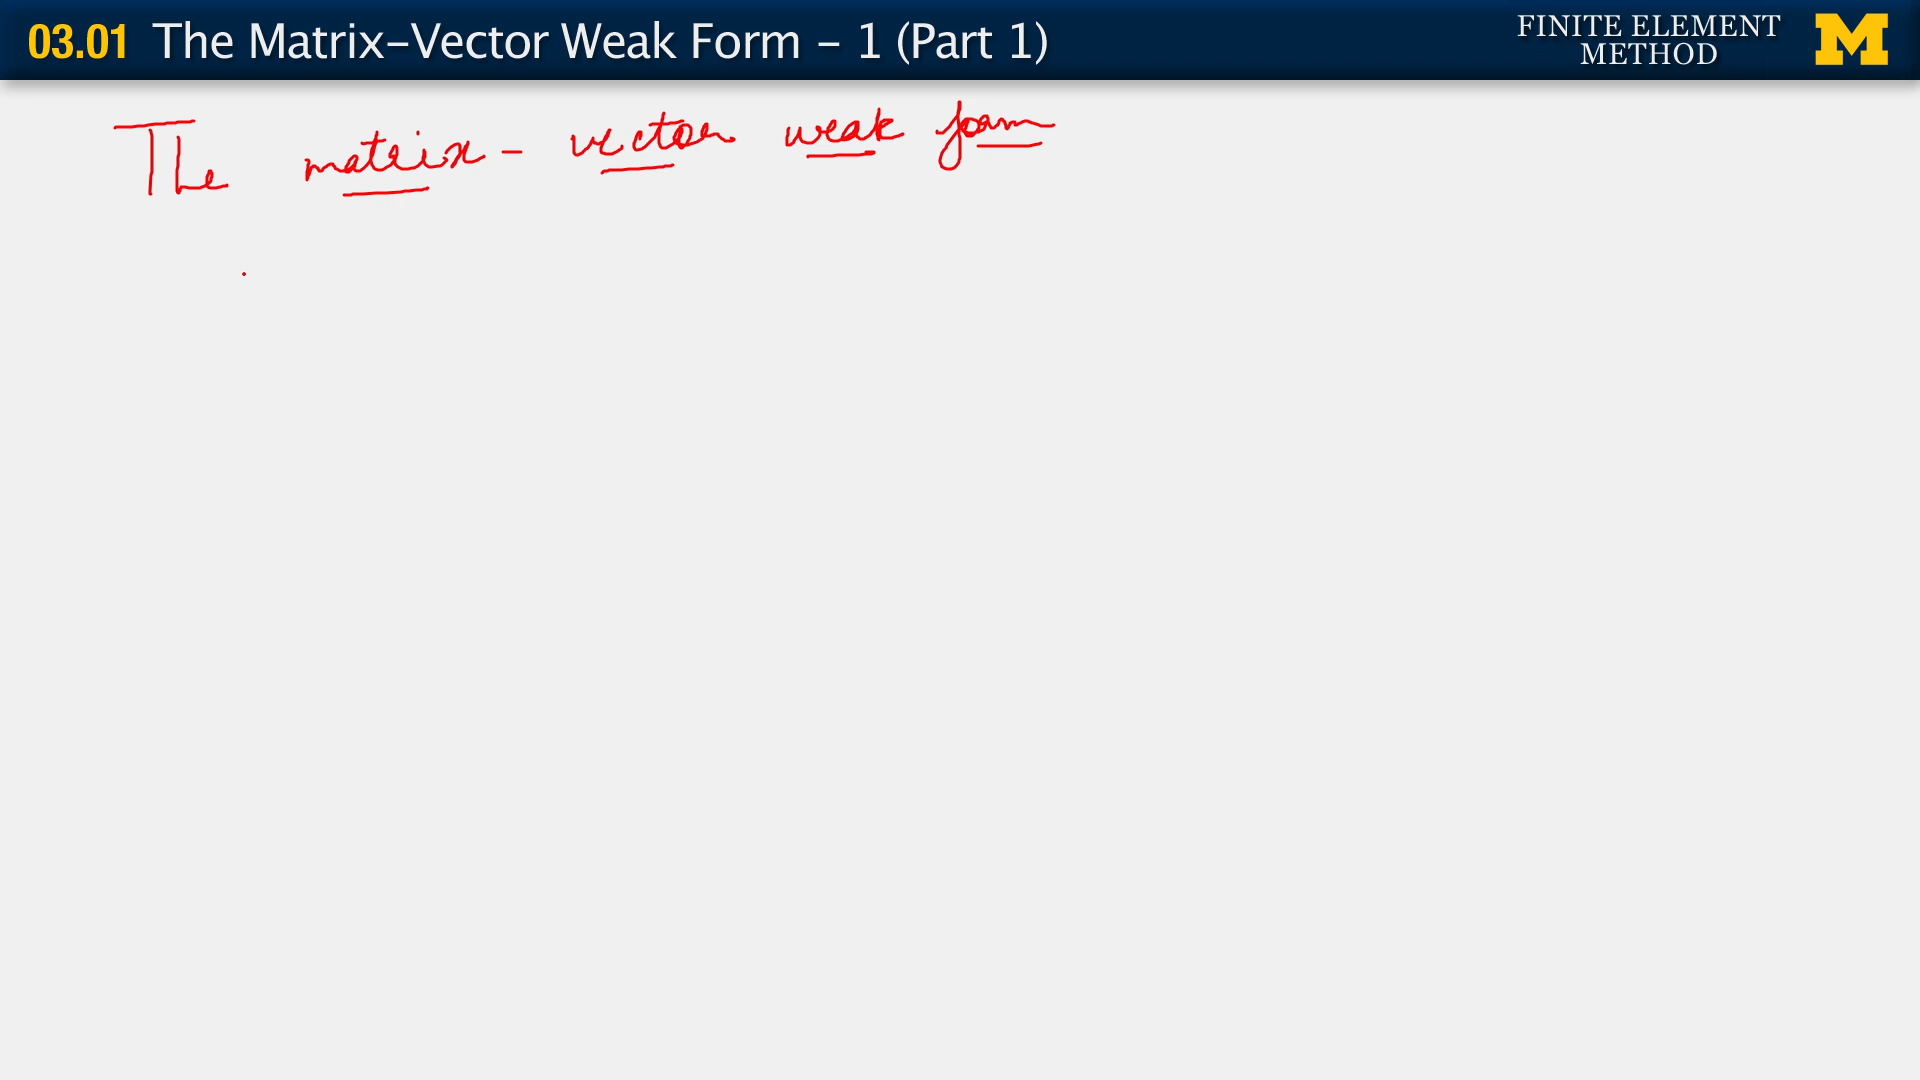 03.01 The Matrix–Vector Weak Form – 1 (Part 1)
FINITE ELEMENT
METHOD
M
The matrix - vector weak form